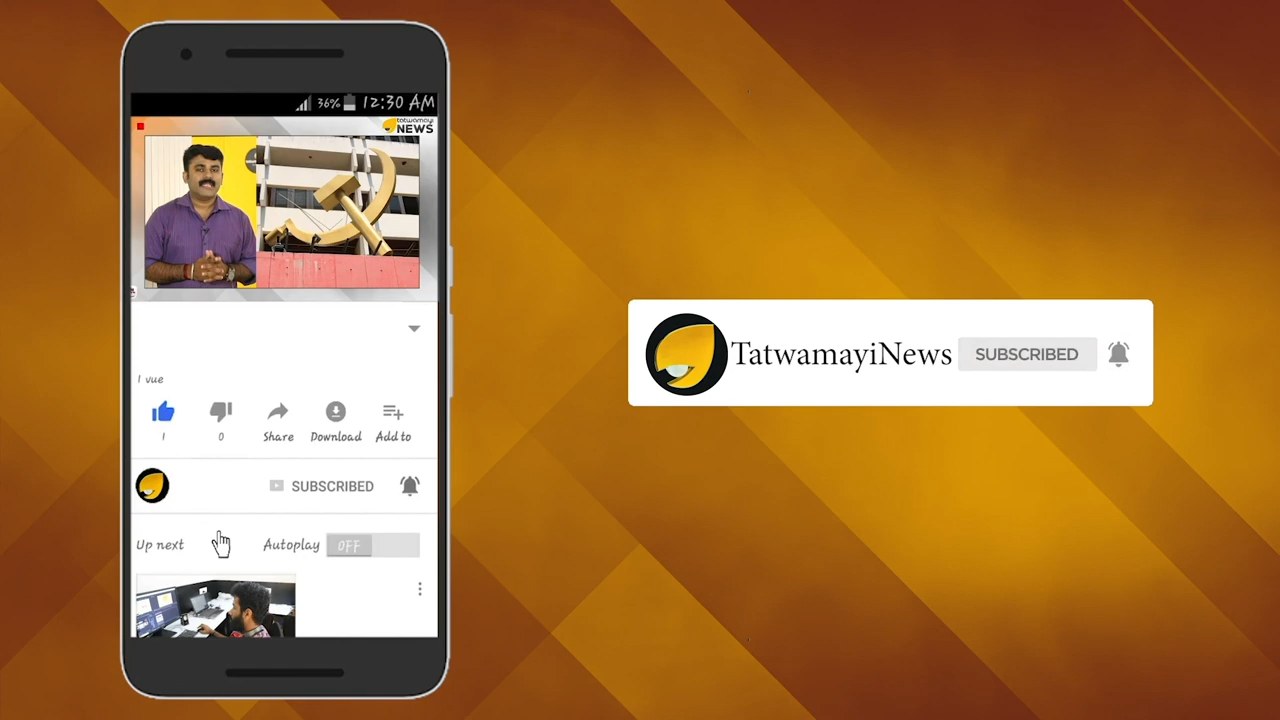 36% 12:30 AM
tatwamayi
NEWS
1 vue
1
0
Share
Download
Add to
SUBSCRIBED
Up next
Autoplay
OFF
TatwamayiNews
SUBSCRIBED